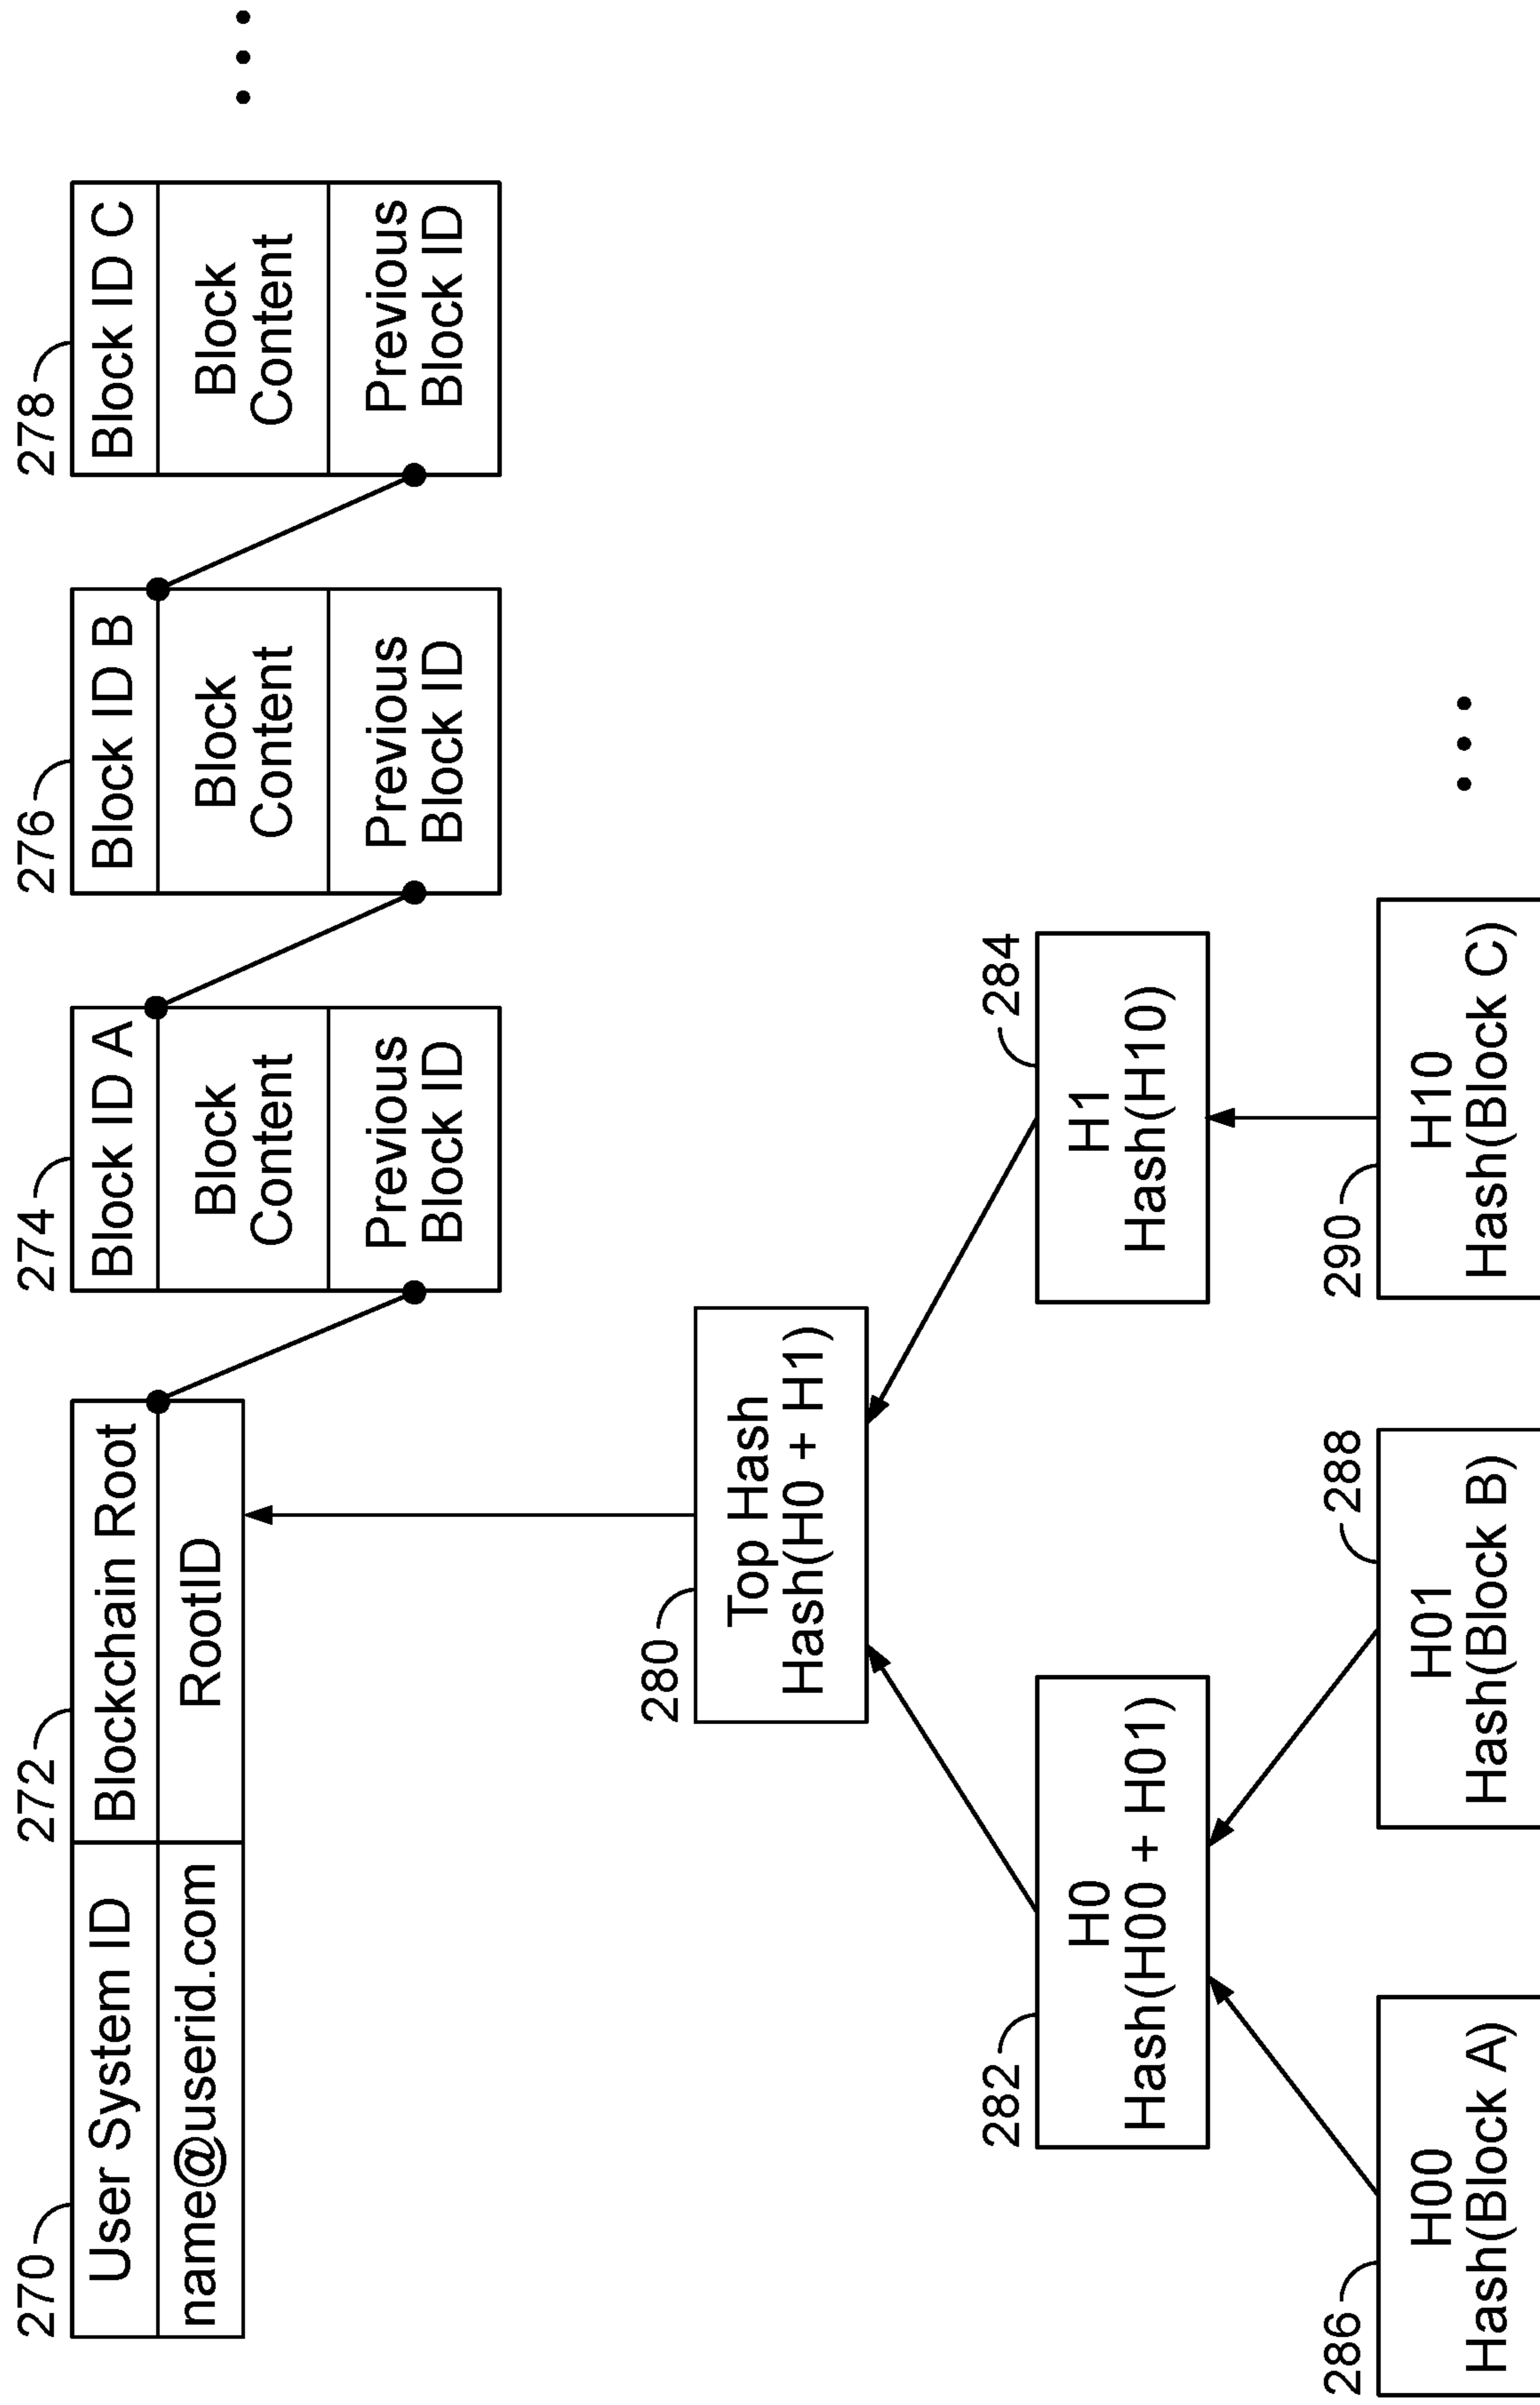 270
User System ID
name@userid.com
272
Blockchain Root
RootID
274
Block ID A
Block
Content
Previous
Block ID
276
Block ID B
Block
Content
Previous
Block ID
278
Block ID C
Block
Content
Previous
Block ID
280
Top Hash
Hash(H0 + H1)
282
H0
Hash(H00 + H01)
284
H1
Hash(H10)
286
H00
Hash(Block A)
288
H01
Hash(Block B)
290
H10
Hash(Block C)